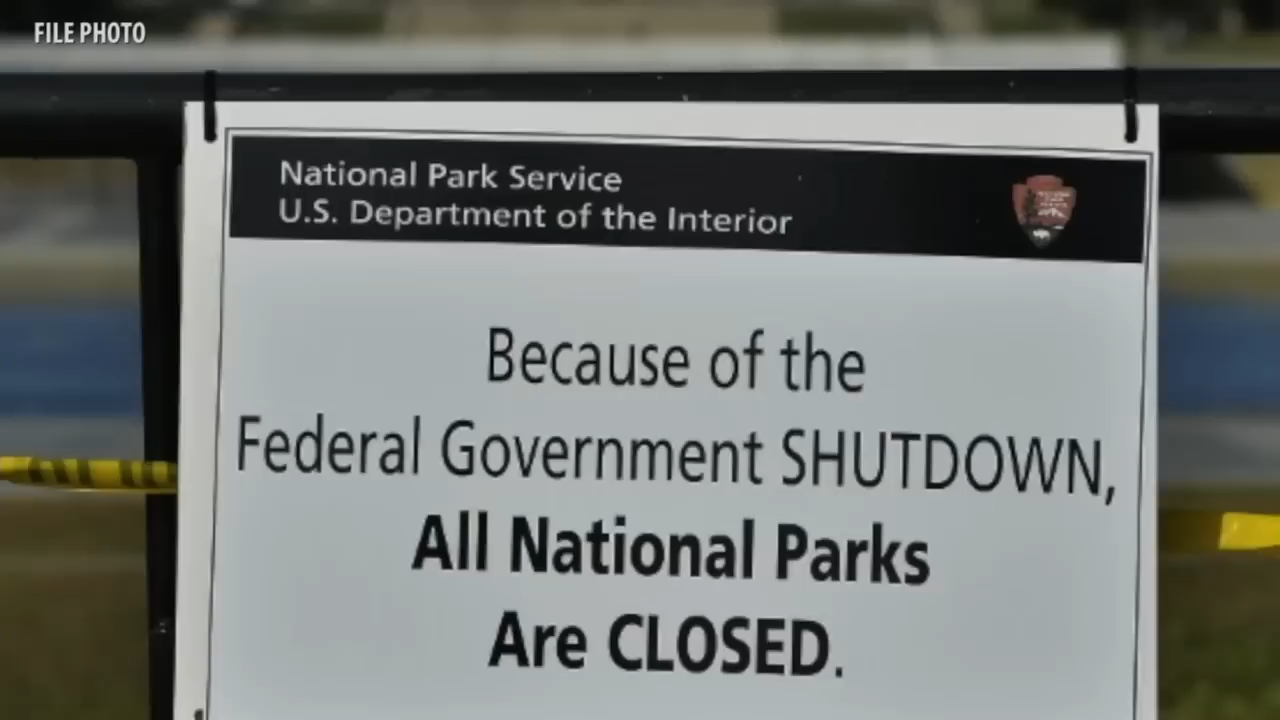 FILE PHOTO
National Park Service
U.S. Department of the Interior
Because of the
Federal Government SHUTDOWN,
All National Parks
Are CLOSED.